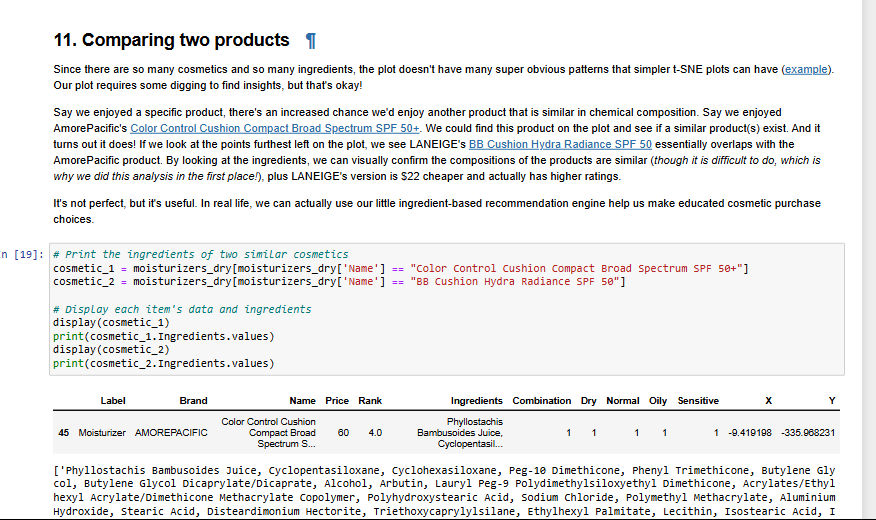 11. Comparing two products ¶
Since there are so many cosmetics and so many ingredients, the plot doesn't have many super obvious patterns that simpler t-SNE plots can have (example).
Our plot requires some digging to find insights, but that's okay!
Say we enjoyed a specific product, there's an increased chance we'd enjoy another product that is similar in chemical composition. Say we enjoyed
AmorePacific's Color Control Cushion Compact Broad Spectrum SPF 50+. We could find this product on the plot and see if a similar product(s) exist. And it
turns out it does! If we look at the points furthest left on the plot, we see LANEIGE's BB Cushion Hydra Radiance SPF 50 essentially overlaps with the
AmorePacific product. By looking at the ingredients, we can visually confirm the compositions of the products are similar (though it is difficult to do, which is
why we did this analysis in the first place!), plus LANEIGE's version is $22 cheaper and actually has higher ratings.
It's not perfect, but it's useful. In real life, we can actually use our little ingredient-based recommendation engine help us make educated cosmetic purchase
choices.
n [19]: # Print the ingredients of two similar cosmetics
cosmetic_1 = moisturizers_dry[moisturizers_dry['Name'] == "Color Control Cushion Compact Broad Spectrum SPF 50+"]
cosmetic_2 = moisturizers_dry[moisturizers_dry['Name'] == "BB Cushion Hydra Radiance SPF 50"]
# Display each item's data and ingredients
display(cosmetic_1)
print(cosmetic_1.Ingredients.values)
display(cosmetic_2)
print(cosmetic_2.Ingredients.values)
Label Brand Name Price Rank Ingredients Combination Dry Normal Oily Sensitive X Y
Color Control Cushion Phyllostachis
45 Moisturizer AMOREPACIFIC Compact Broad 60 4.0 Bambusoides Juice, 1 1 1 1 1 -9.419198 -335.968231
Spectrum S... Cyclopentasil...
['Phyllostachis Bambusoides Juice, Cyclopentasiloxane, Cyclohexasiloxane, Peg-10 Dimethicone, Phenyl Trimethicone, Butylene Gly
col, Butylene Glycol Dicaprylate/Dicaprate, Alcohol, Arbutin, Lauryl Peg-9 Polydimethylsiloxyethyl Dimethicone, Acrylates/Ethyl
hexyl Acrylate/Dimethicone Methacrylate Copolymer, Polyhydroxystearic Acid, Sodium Chloride, Polymethyl Methacrylate, Aluminium
Hydroxide, Stearic Acid, Disteardimonium Hectorite, Triethoxycaprylylsilane, Ethylhexyl Palmitate, Lecithin, Isostearic Acid, I